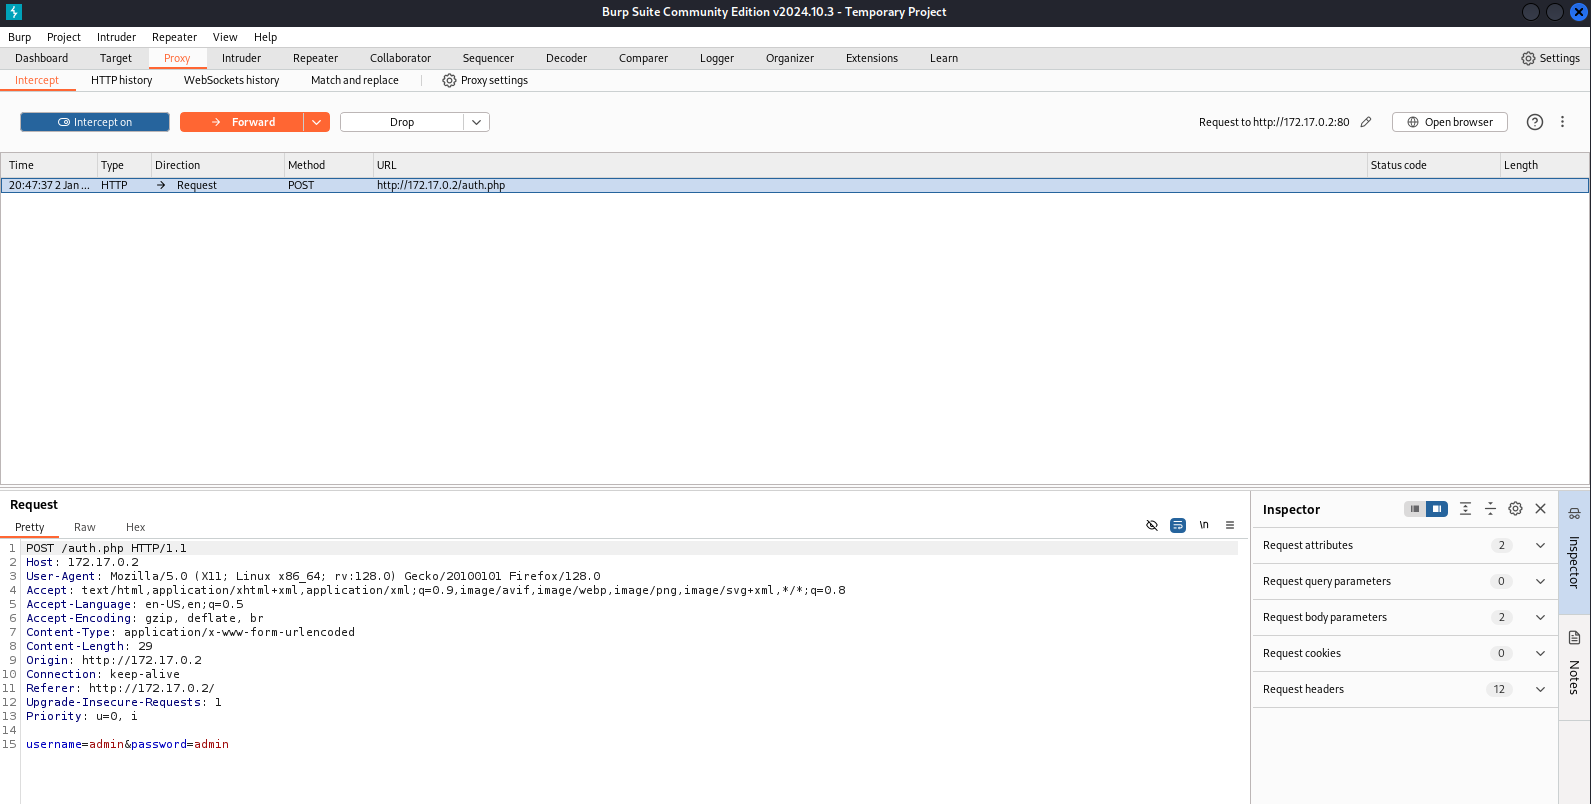 Burp Suite Community Edition v2024.10.3 - Temporary Project
Burp Project Intruder Repeater View Help
Dashboard Target Proxy Intruder Repeater Collaborator Sequencer Decoder Comparer Logger Organizer Extensions Learn Settings
Intercept HTTP history WebSockets history Match and replace Proxy settings
Intercept on Forward Drop Request to http://172.17.0.2:80 Open browser
Time Type Direction Method URL Status code Length
20:47:37 2 Jan ... HTTP Request POST http://172.17.0.2/auth.php
Request
Pretty Raw Hex \n
1 POST /auth.php HTTP/1.1
2 Host: 172.17.0.2
3 User-Agent: Mozilla/5.0 (X11; Linux x86_64; rv:128.0) Gecko/20100101 Firefox/128.0
4 Accept: text/html,application/xhtml+xml,application/xml;q=0.9,image/avif,image/webp,image/png,image/svg+xml,*/*;q=0.8
5 Accept-Language: en-US,en;q=0.5
6 Accept-Encoding: gzip, deflate, br
7 Content-Type: application/x-www-form-urlencoded
8 Content-Length: 29
9 Origin: http://172.17.0.2
10 Connection: keep-alive
11 Referer: http://172.17.0.2/
12 Upgrade-Insecure-Requests: 1
13 Priority: u=0, i
14
15 username=admin&password=admin
Inspector
Request attributes 2
Request query parameters 0
Request body parameters 2
Request cookies 0
Request headers 12
Inspector
Notes